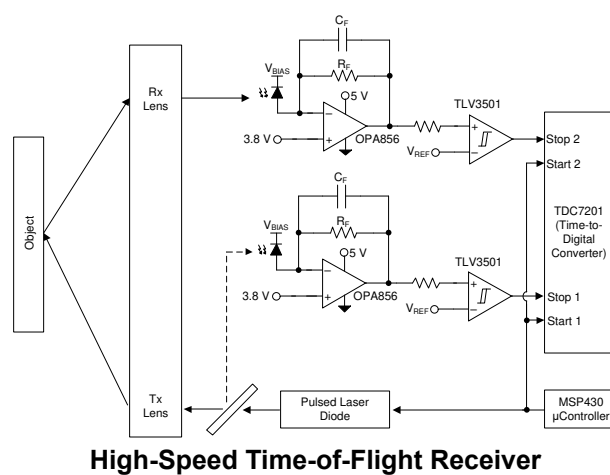 C_F
R_F
V_BIAS
5 V
TLV3501
Rx
Lens
3.8 V
OPA856
V_REF
Stop 2
Start 2
C_F
R_F
V_BIAS
5 V
TLV3501
3.8 V
OPA856
V_REF
TDC7201
(Time-to-
Digital
Converter)
Stop 1
Start 1
Object
Tx
Lens
Pulsed Laser
Diode
MSP430
µController
High-Speed Time-of-Flight Receiver